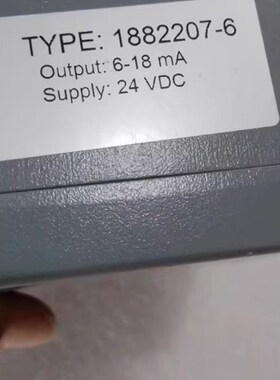 TYPE: 1882207-6
Output: 6-18 mA
Supply: 24 VDC